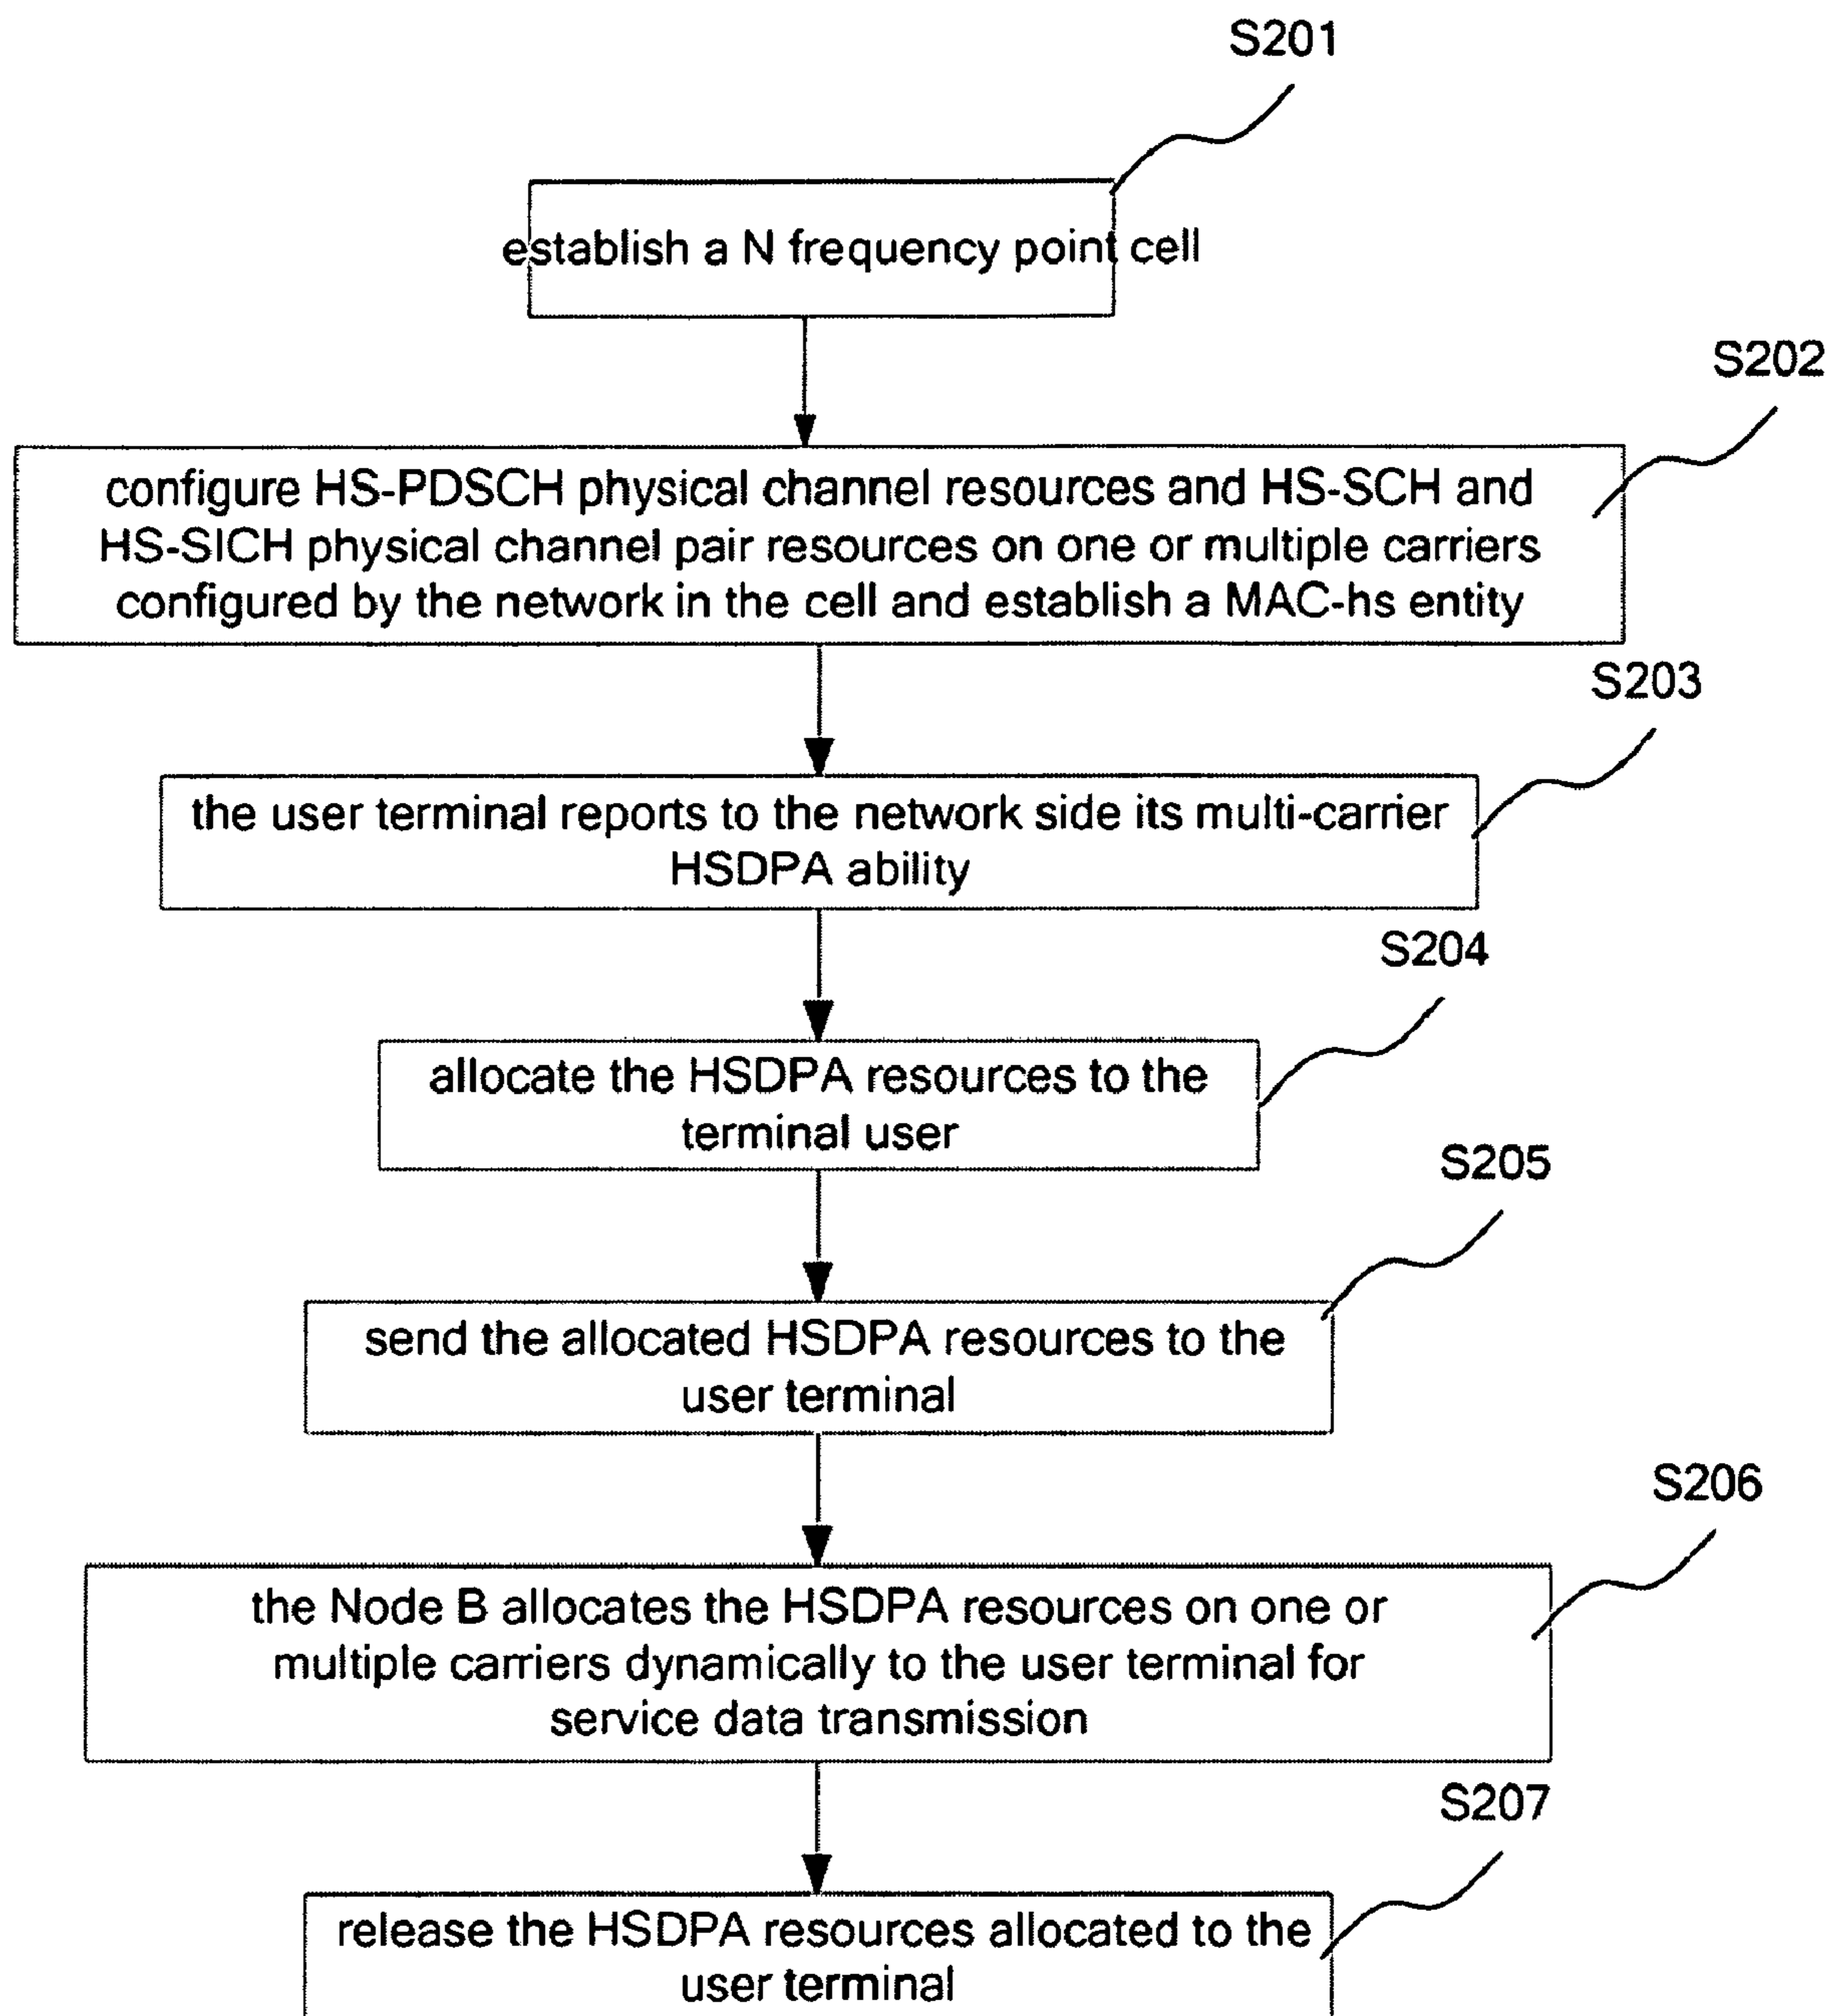 S201
establish a N frequency point cell
S202
configure HS-PDSCH physical channel resources and HS-SCH and
HS-SICH physical channel pair resources on one or multiple carriers
configured by the network in the cell and establish a MAC-hs entity
S203
the user terminal reports to the network side its multi-carrier
HSDPA ability
S204
allocate the HSDPA resources to the
terminal user
S205
send the allocated HSDPA resources to the
user terminal
S206
the Node B allocates the HSDPA resources on one or
multiple carriers dynamically to the user terminal for
service data transmission
S207
release the HSDPA resources allocated to the
user terminal